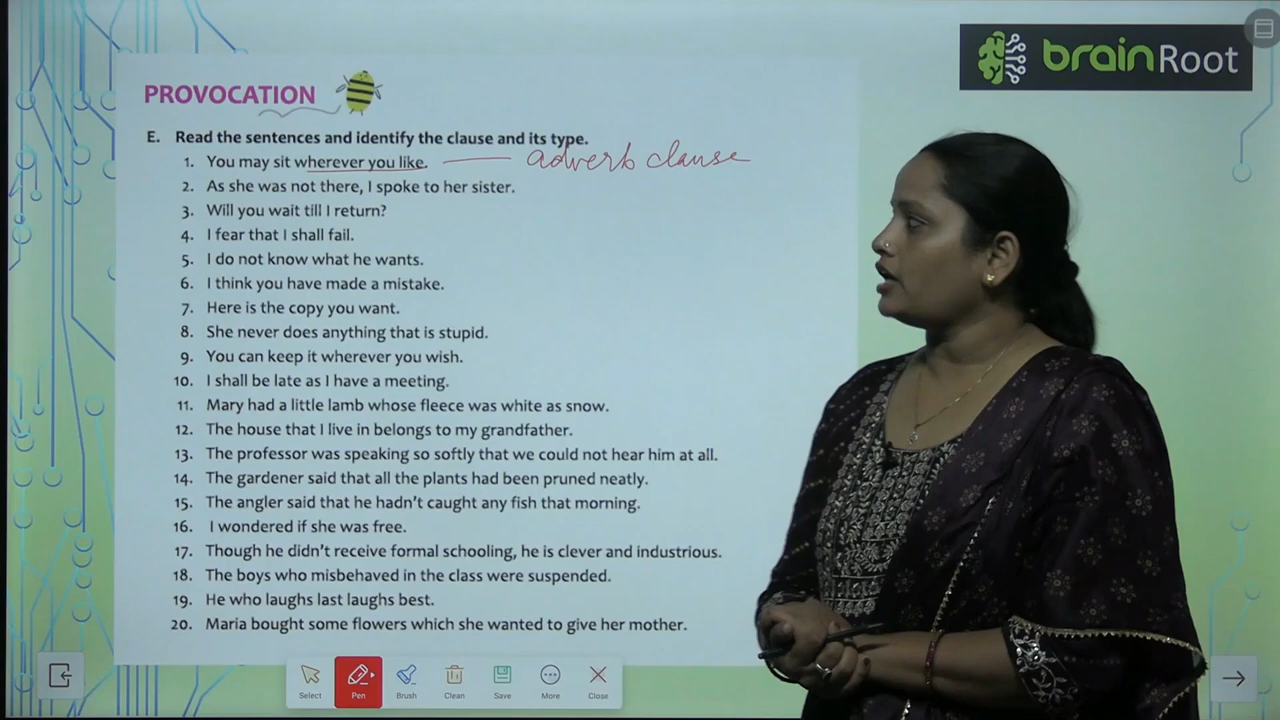 brainRoot
PROVOCATION
E. Read the sentences and identify the clause and its type.
1. You may sit wherever you like. — adverb clause
2. As she was not there, I spoke to her sister.
3. Will you wait till I return?
4. I fear that I shall fail.
5. I do not know what he wants.
6. I think you have made a mistake.
7. Here is the copy you want.
8. She never does anything that is stupid.
9. You can keep it wherever you wish.
10. I shall be late as I have a meeting.
11. Mary had a little lamb whose fleece was white as snow.
12. The house that I live in belongs to my grandfather.
13. The professor was speaking so softly that we could not hear him at all.
14. The gardener said that all the plants had been pruned neatly.
15. The angler said that he hadn't caught any fish that morning.
16. I wondered if she was free.
17. Though he didn't receive formal schooling, he is clever and industrious.
18. The boys who misbehaved in the class were suspended.
19. He who laughs last laughs best.
20. Maria bought some flowers which she wanted to give her mother.
Select Pen Brush Clean Save More Close